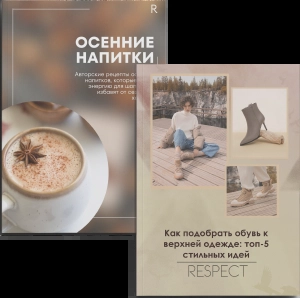 R
ОСЕННИЕ
НАПИТКИ
Авторские рецепты
напитков, которые
энергию для
избавят от
Как подобрать обувь к
верхней одежде: топ-5
стильных идей
RESPECT